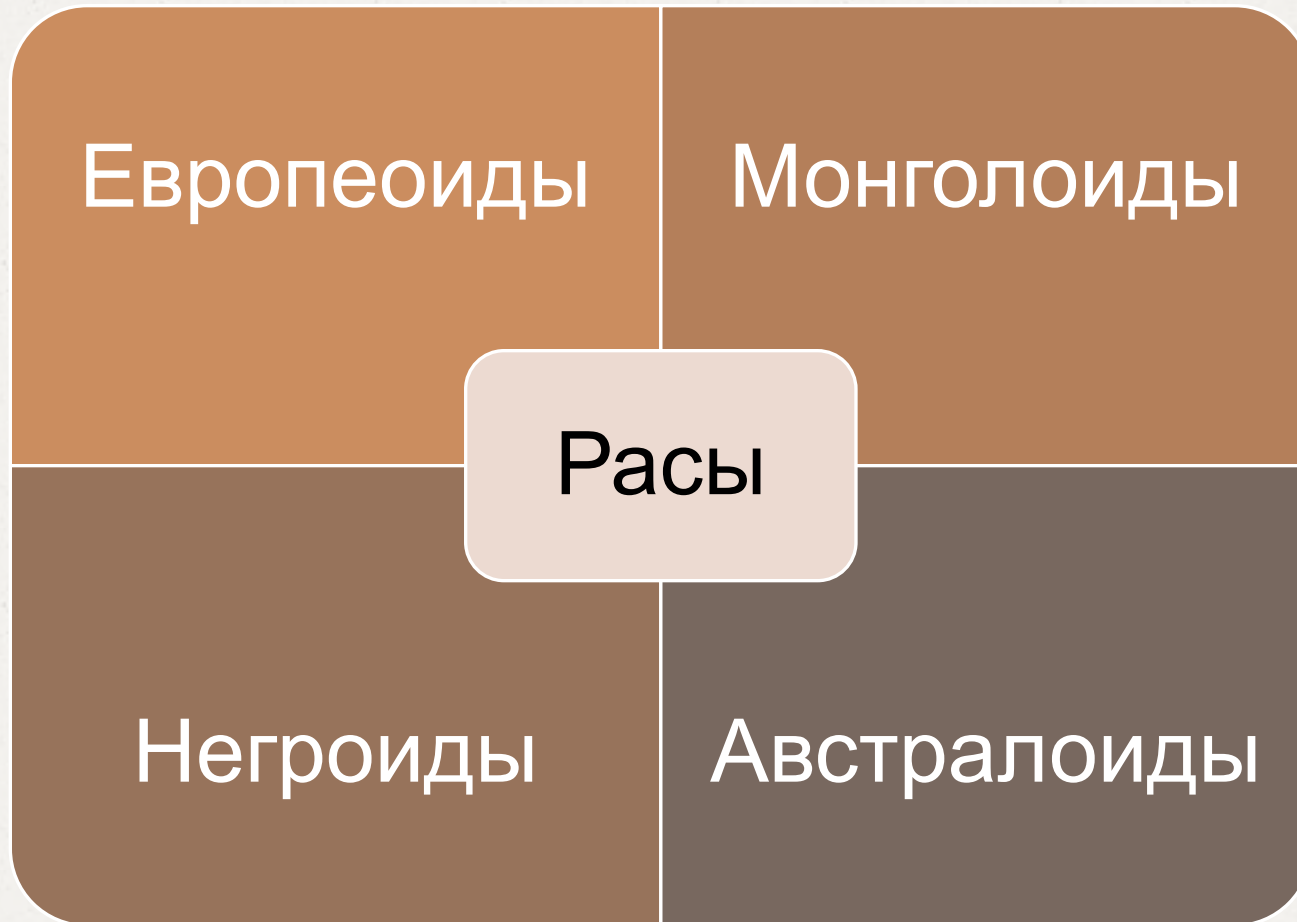 Европеоиды
Монголоиды
Расы
Негроиды
Австралоиды